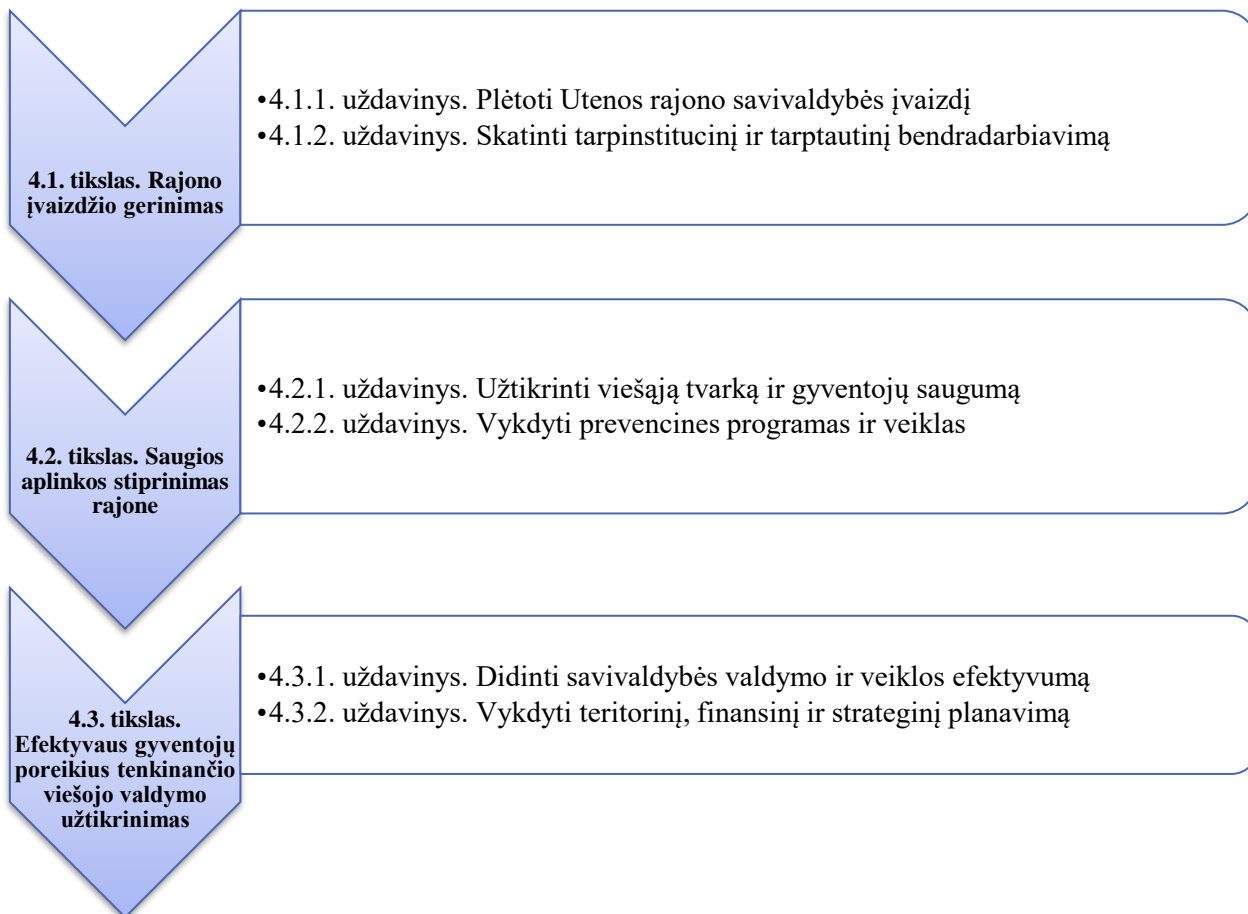 4.1. tikslas. Rajono
įvaizdžio gerinimas
•4.1.1. uždavinys. Plėtoti Utenos rajono savivaldybės įvaizdį
•4.1.2. uždavinys. Skatinti tarpinstitucinį ir tarptautinį bendradarbiavimą
4.2. tikslas. Saugios
aplinkos stiprinimas
rajone
•4.2.1. uždavinys. Užtikrinti viešąją tvarką ir gyventojų saugumą
•4.2.2. uždavinys. Vykdyti prevencines programas ir veiklas
4.3. tikslas.
Efektyvaus gyventojų
poreikius tenkinančio
viešojo valdymo
užtikrinimas
•4.3.1. uždavinys. Didinti savivaldybės valdymo ir veiklos efektyvumą
•4.3.2. uždavinys. Vykdyti teritorinį, finansinį ir strateginį planavimą